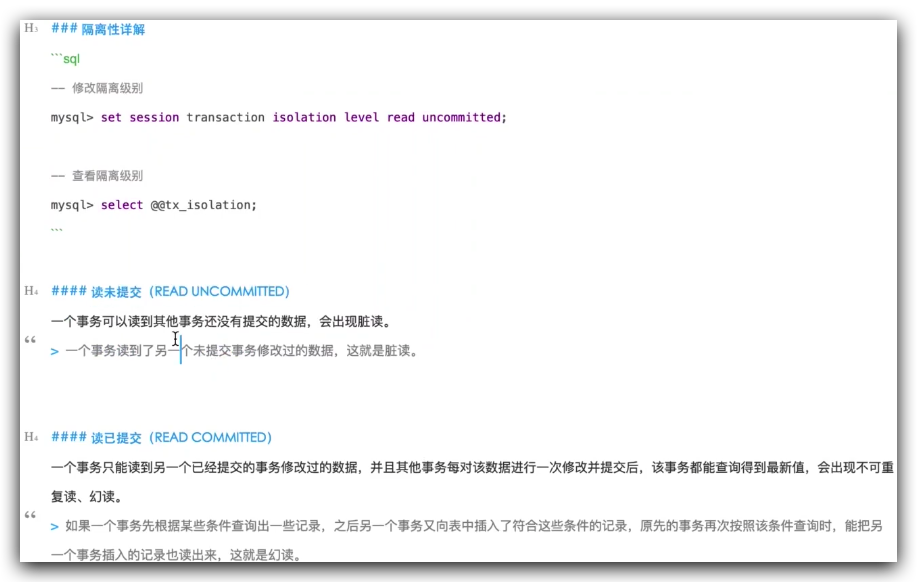 H3 ### 隔离性详解
```sql
-- 修改隔离级别
mysql> set session transaction isolation level read uncommitted;
-- 查看隔离级别
mysql> select @@tx_isolation;
```
H4 #### 读未提交（READ UNCOMMITTED）
一个事务可以读到其他事务还没有提交的数据，会出现脏读。
“ > 一个事务读到了另一个未提交事务修改过的数据，这就是脏读。
H4 #### 读已提交（READ COMMITTED）
一个事务只能读到另一个已经提交的事务修改过的数据，并且其他事务每对该数据进行一次修改并提交后，该事务都能查询得到最新值，会出现不可重
复读、幻读。
“ > 如果一个事务先根据某些条件查询出一些记录，之后另一个事务又向表中插入了符合这些条件的记录，原先的事务再次按照该条件查询时，能把另
一个事务插入的记录也读出来，这就是幻读。